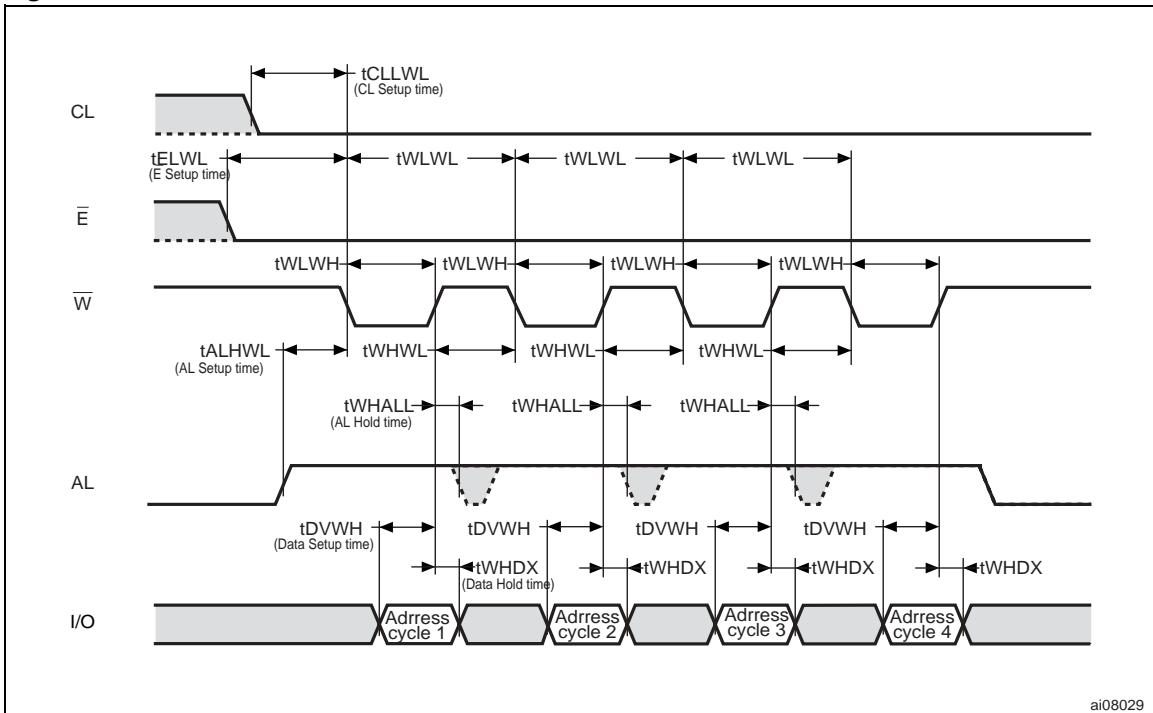 tCLLWL
(CL Setup time)
CL
tELWL
(E Setup time)
tWLWL
tWLWL
tWLWL
E
tWLWH
tWLWH
tWLWH
tWLWH
W
tALHWL
(AL Setup time)
tWHWL
tWHWL
tWHWL
tWHALL
(AL Hold time)
tWHALL
tWHALL
AL
tDVWH
(Data Setup time)
tDVWH
tDVWH
tDVWH
tWHDX
(Data Hold time)
tWHDX
tWHDX
tWHDX
I/O
Adrress
cycle 1
Adrress
cycle 2
Adrress
cycle 3
Adrress
cycle 4
ai08029